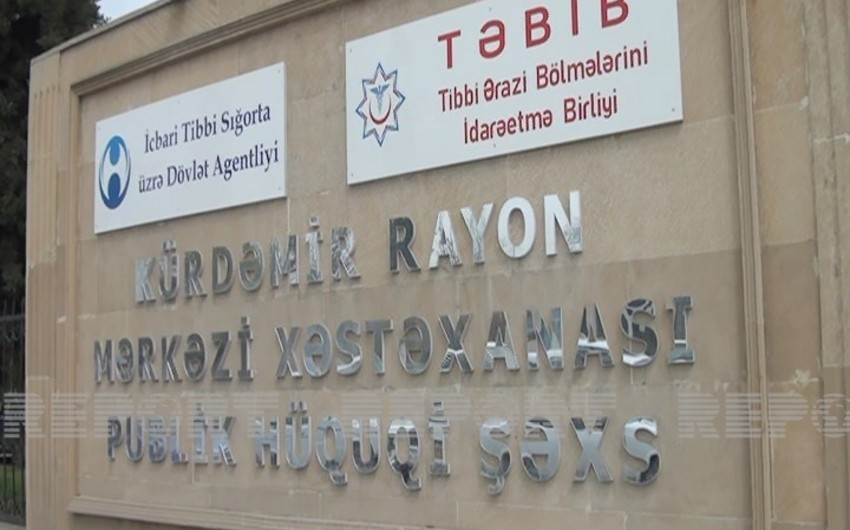 İcbari Tibbi Sığorta
üzrə Dövlət Agentliyi
TƏBİB
Tibbi Ərazi Bölmələrini
İdarəetmə Birliyi
KÜRDƏMİR RAYON
MƏRKƏZİ XƏSTƏXANASI
PUBLİK HÜQUQİ ŞƏXS
REPORT